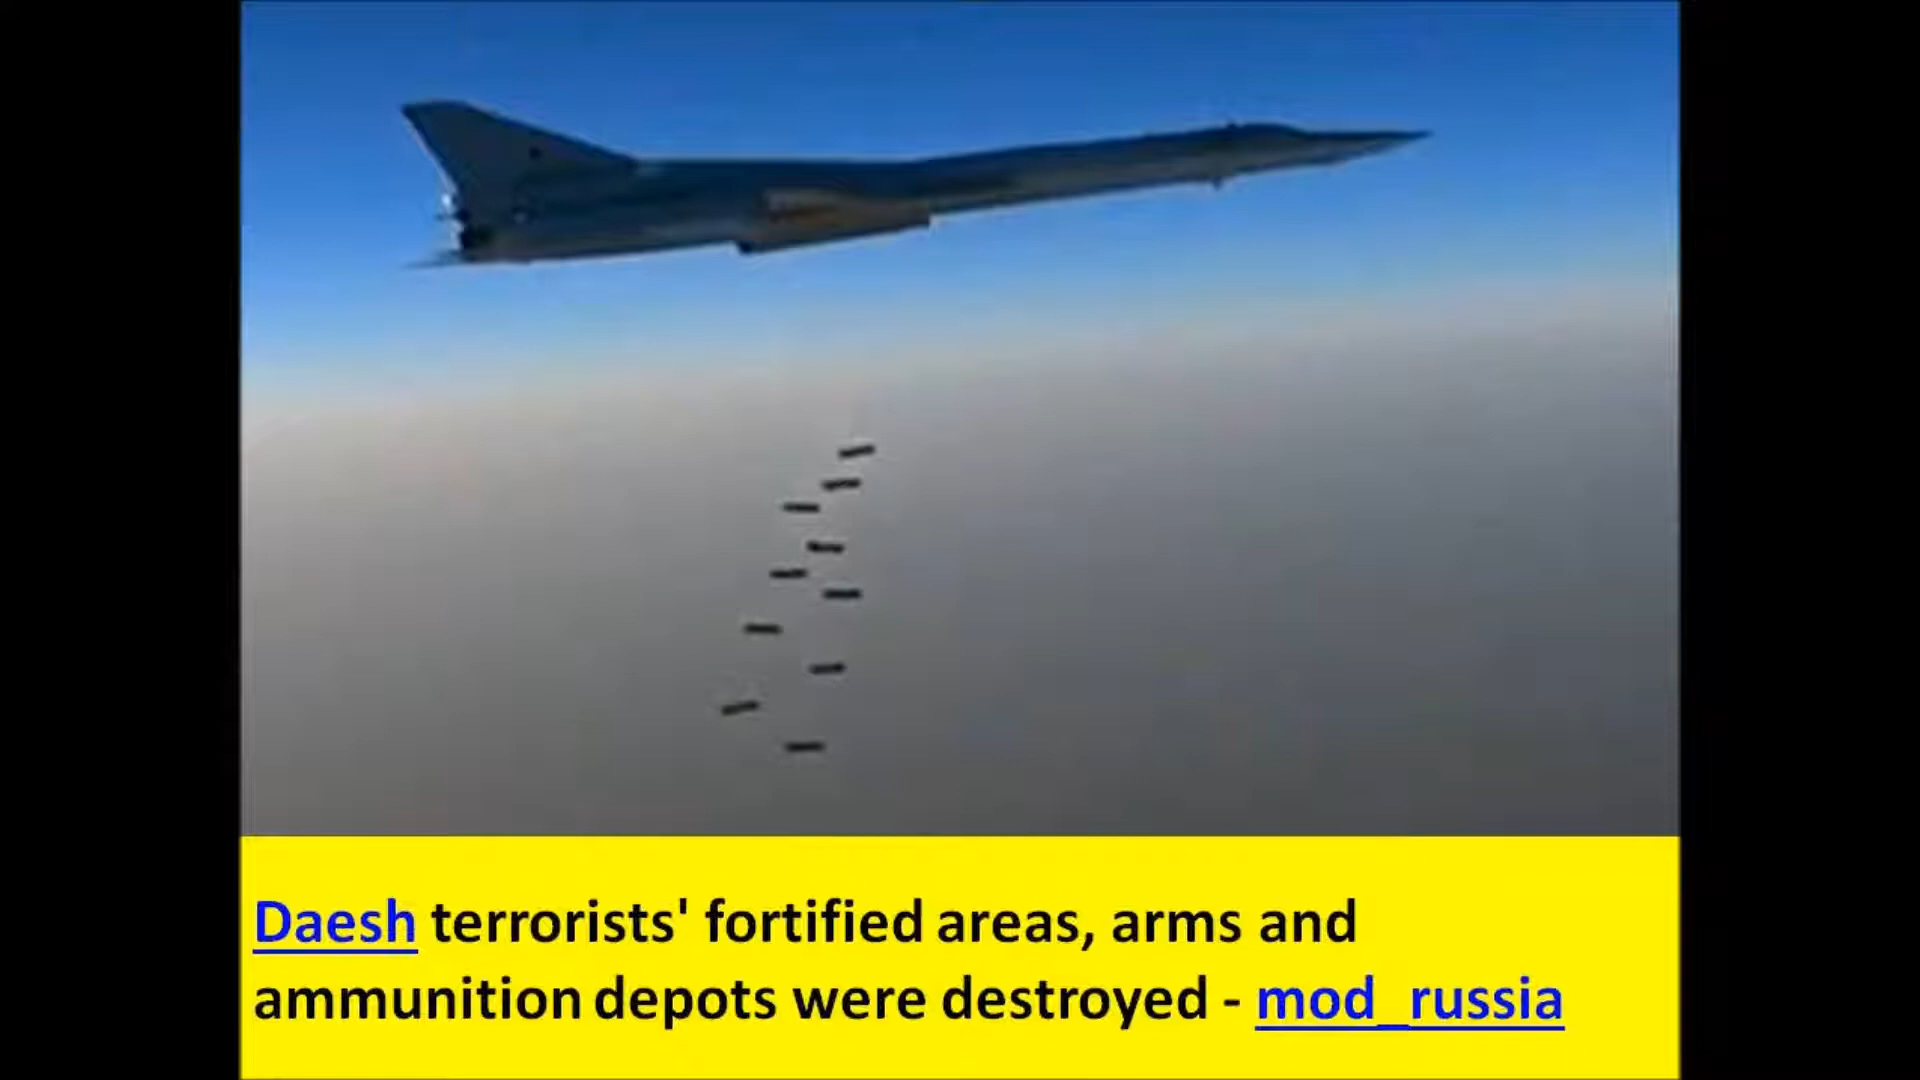 Daesh terrorists' fortified areas, arms and
ammunition depots were destroyed - mod_russia